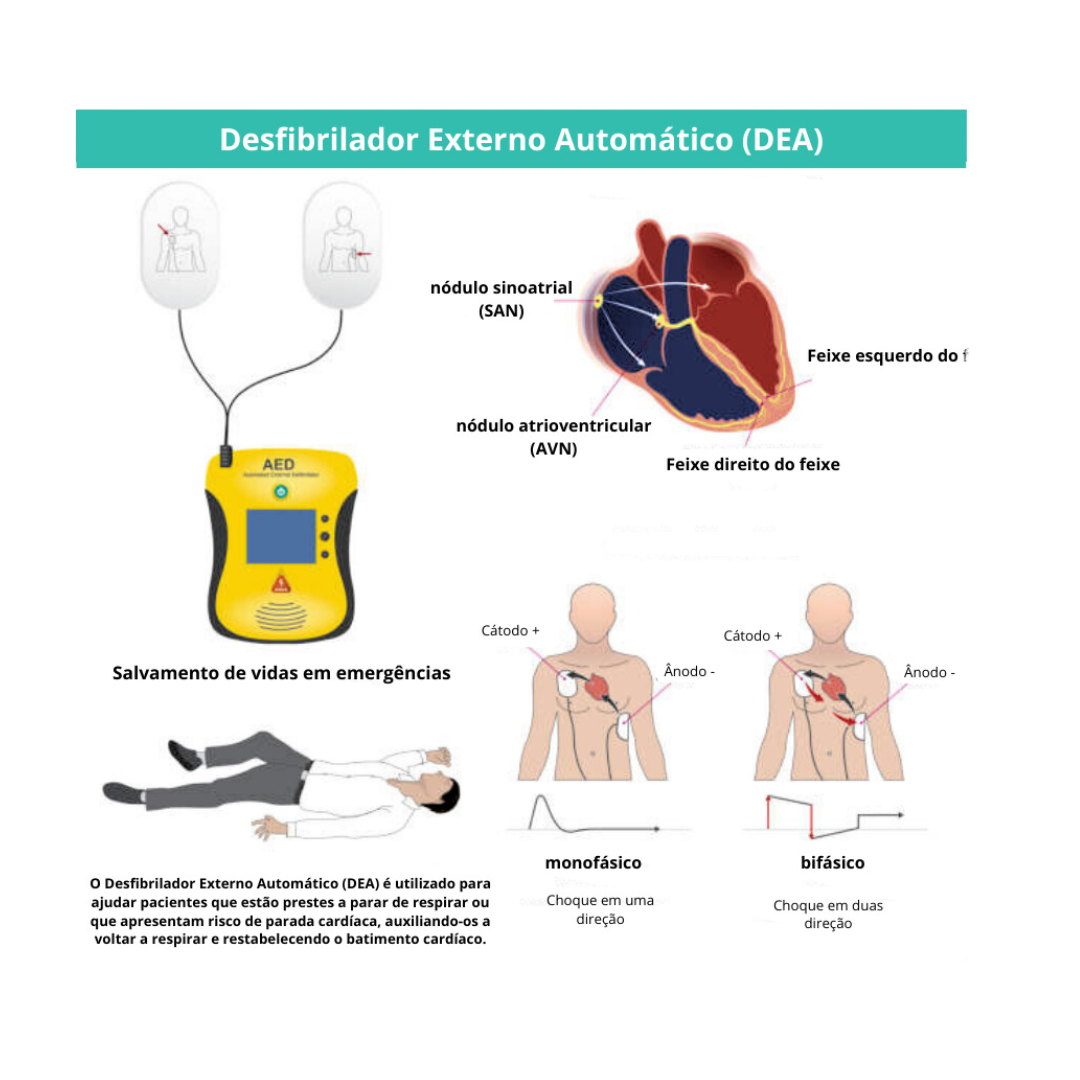 Desfibrilador Externo Automático (DEA)
nódulo sinoatrial
(SAN)
Feixe esquerdo do f
nódulo atrioventricular
(AVN)
Feixe direito do feixe
AED
Automated External Defibrillator
Salvamento de vidas em emergências
Cátodo +
Ânodo -
Cátodo +
Ânodo -
monofásico
Choque em uma
direção
bifásico
Choque em duas
direção
O Desfibrilador Externo Automático (DEA) é utilizado para
ajudar pacientes que estão prestes a parar de respirar ou
que apresentam risco de parada cardíaca, auxiliando-os a
voltar a respirar e restabelecendo o batimento cardíaco.